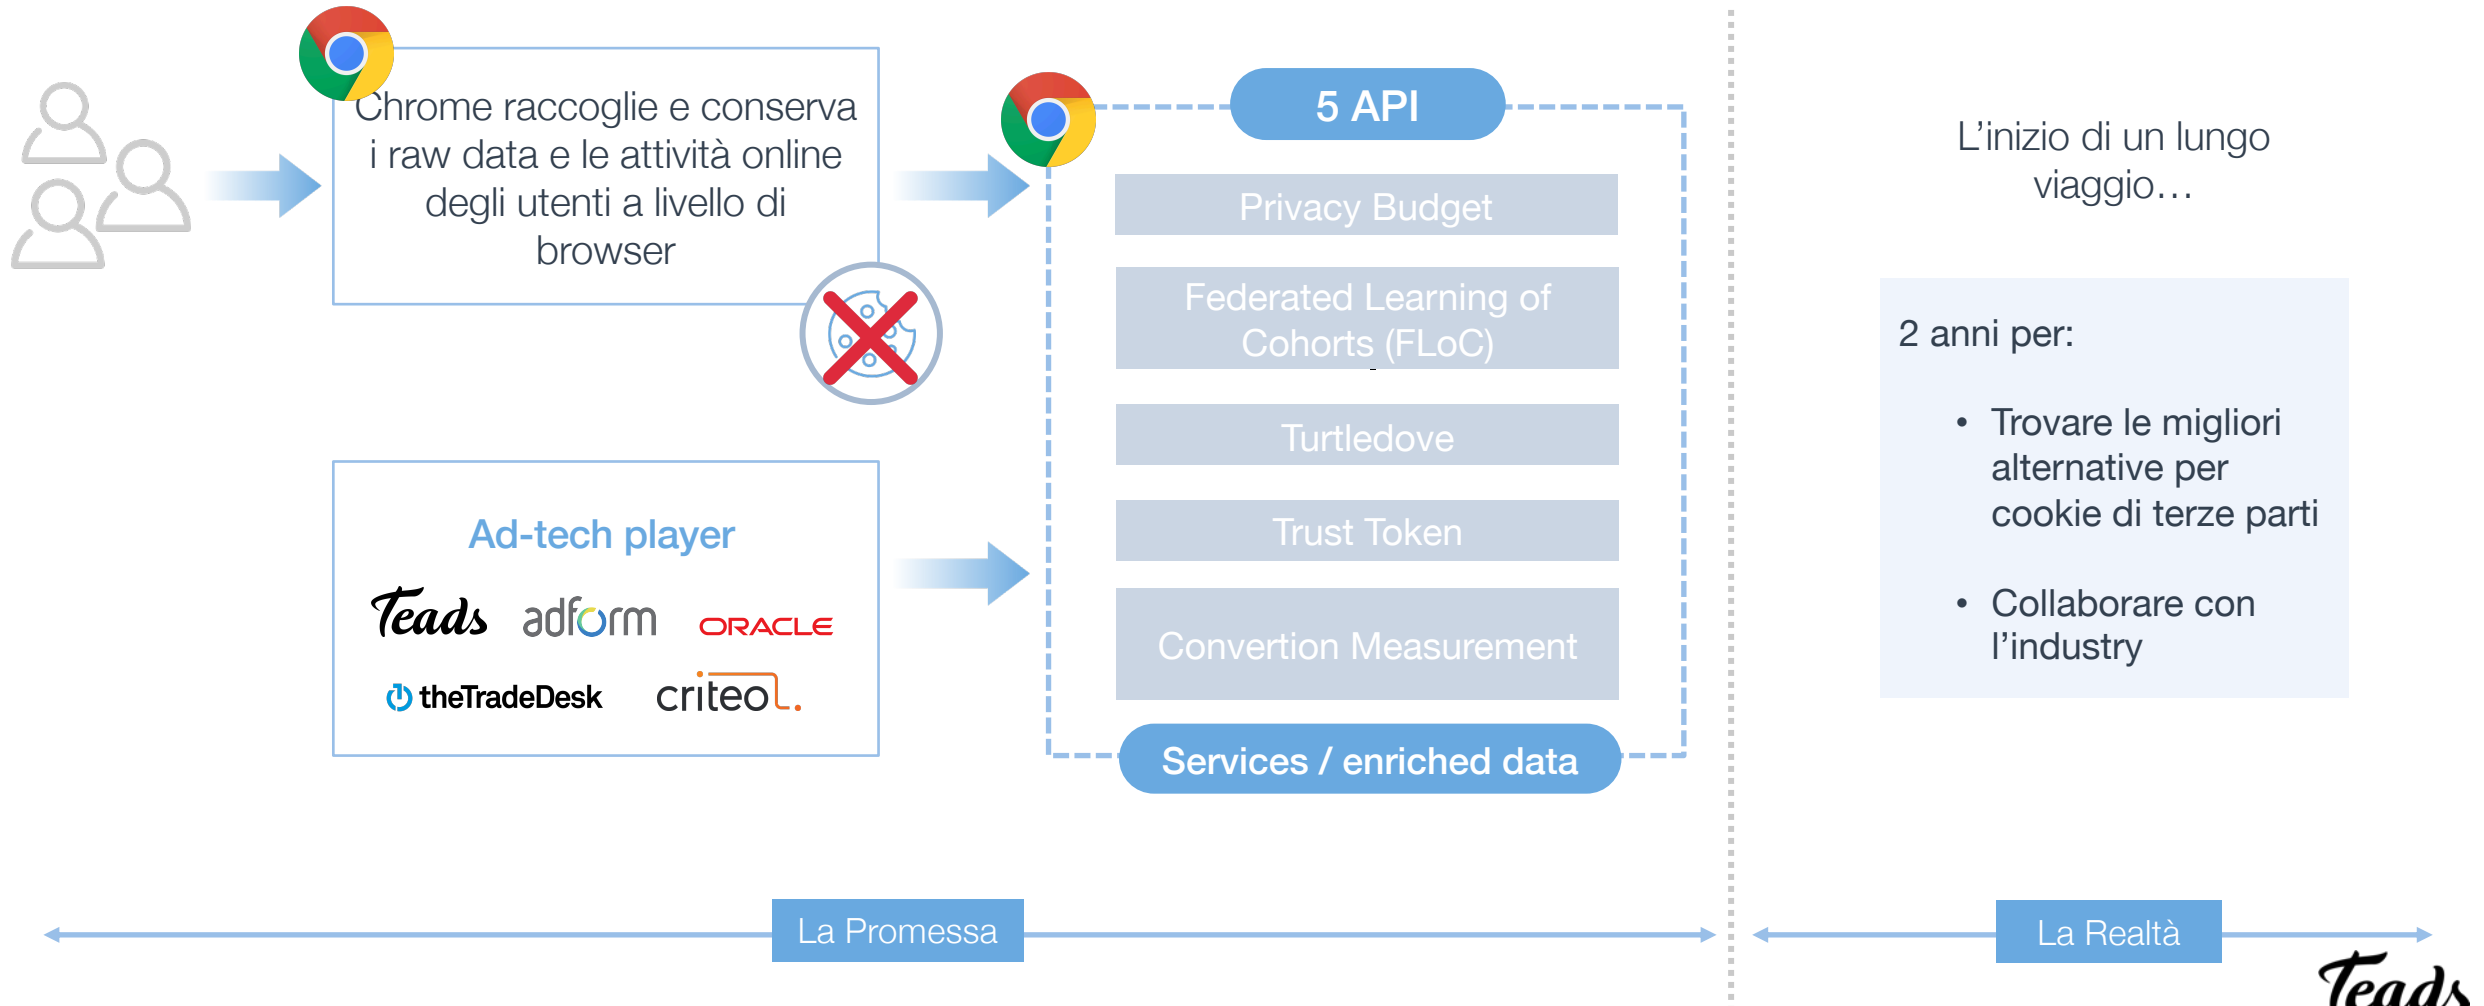 Chrome raccoglie e conserva
i raw data e le attività online
degli utenti a livello di
browser
Ad-tech player
Teads
adform
ORACLE
theTradeDesk
criteo
5 API
Privacy Budget
Federated Learning of
Cohorts (FLoC)
Turtledove
Trust Token
Convertion Measurement
Services / enriched data
L’inizio di un lungo
viaggio…
2 anni per:
• Trovare le migliori
alternative per
cookie di terze parti
• Collaborare con
l’industry
La Promessa
La Realtà
Teads